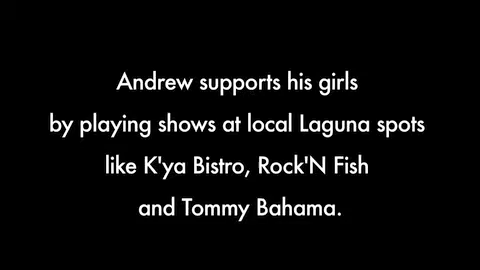 Andrew supports his girls
by playing shows at local Laguna spots
like K'ya Bistro, Rock'N Fish
and Tommy Bahama.